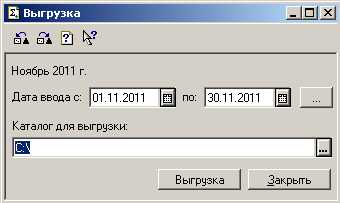 Выгрузка
Ноябрь 2011 г.
Дата ввода с: 01.11.2011 по: 30.11.2011 ...
Каталог для выгрузки:
C:\ ...
Выгрузка Закрыть